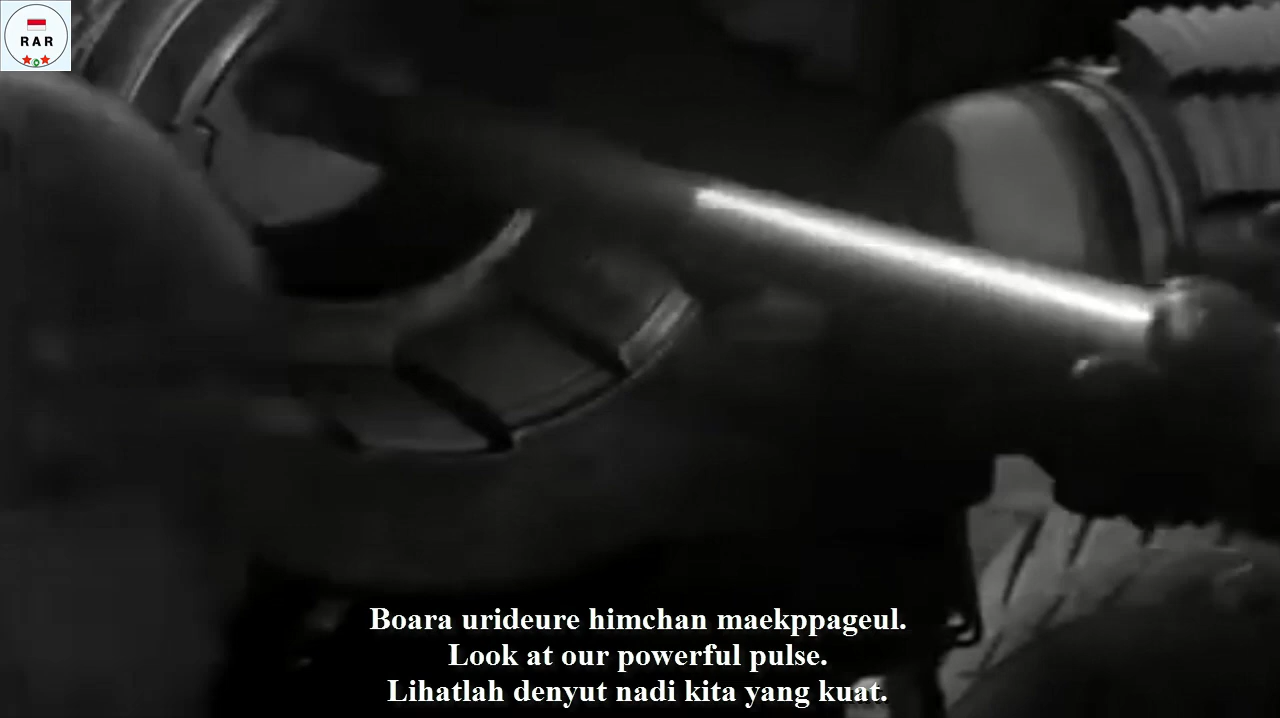 RAR
Boara urideure himchan maekppageul.
Look at our powerful pulse.
Lihatlah denyut nadi kita yang kuat.